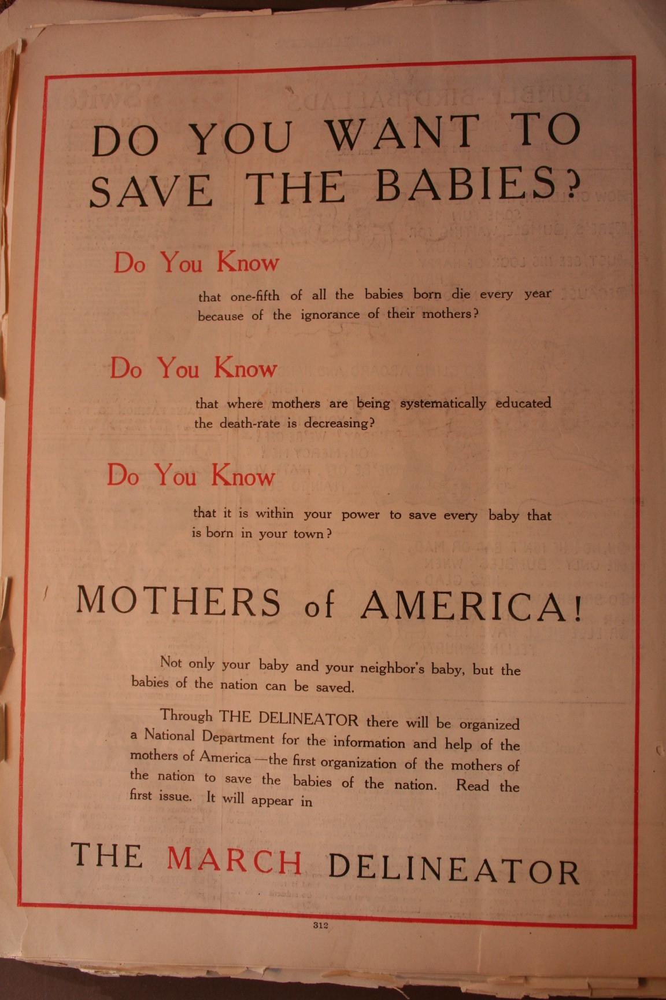 DO YOU WANT TO
SAVE THE BABIES?
Do You Know
that one-fifth of all the babies born die every year
because of the ignorance of their mothers?
Do You Know
that where mothers are being systematically educated
the death-rate is decreasing?
Do You Know
that it is within your power to save every baby that
is born in your town?
MOTHERS of AMERICA!
Not only your baby and your neighbor's baby, but the
babies of the nation can be saved.
Through THE DELINEATOR there will be organized
a National Department for the information and help of the
mothers of America—the first organization of the mothers of
the nation to save the babies of the nation. Read the
first issue. It will appear in
THE MARCH DELINEATOR
312